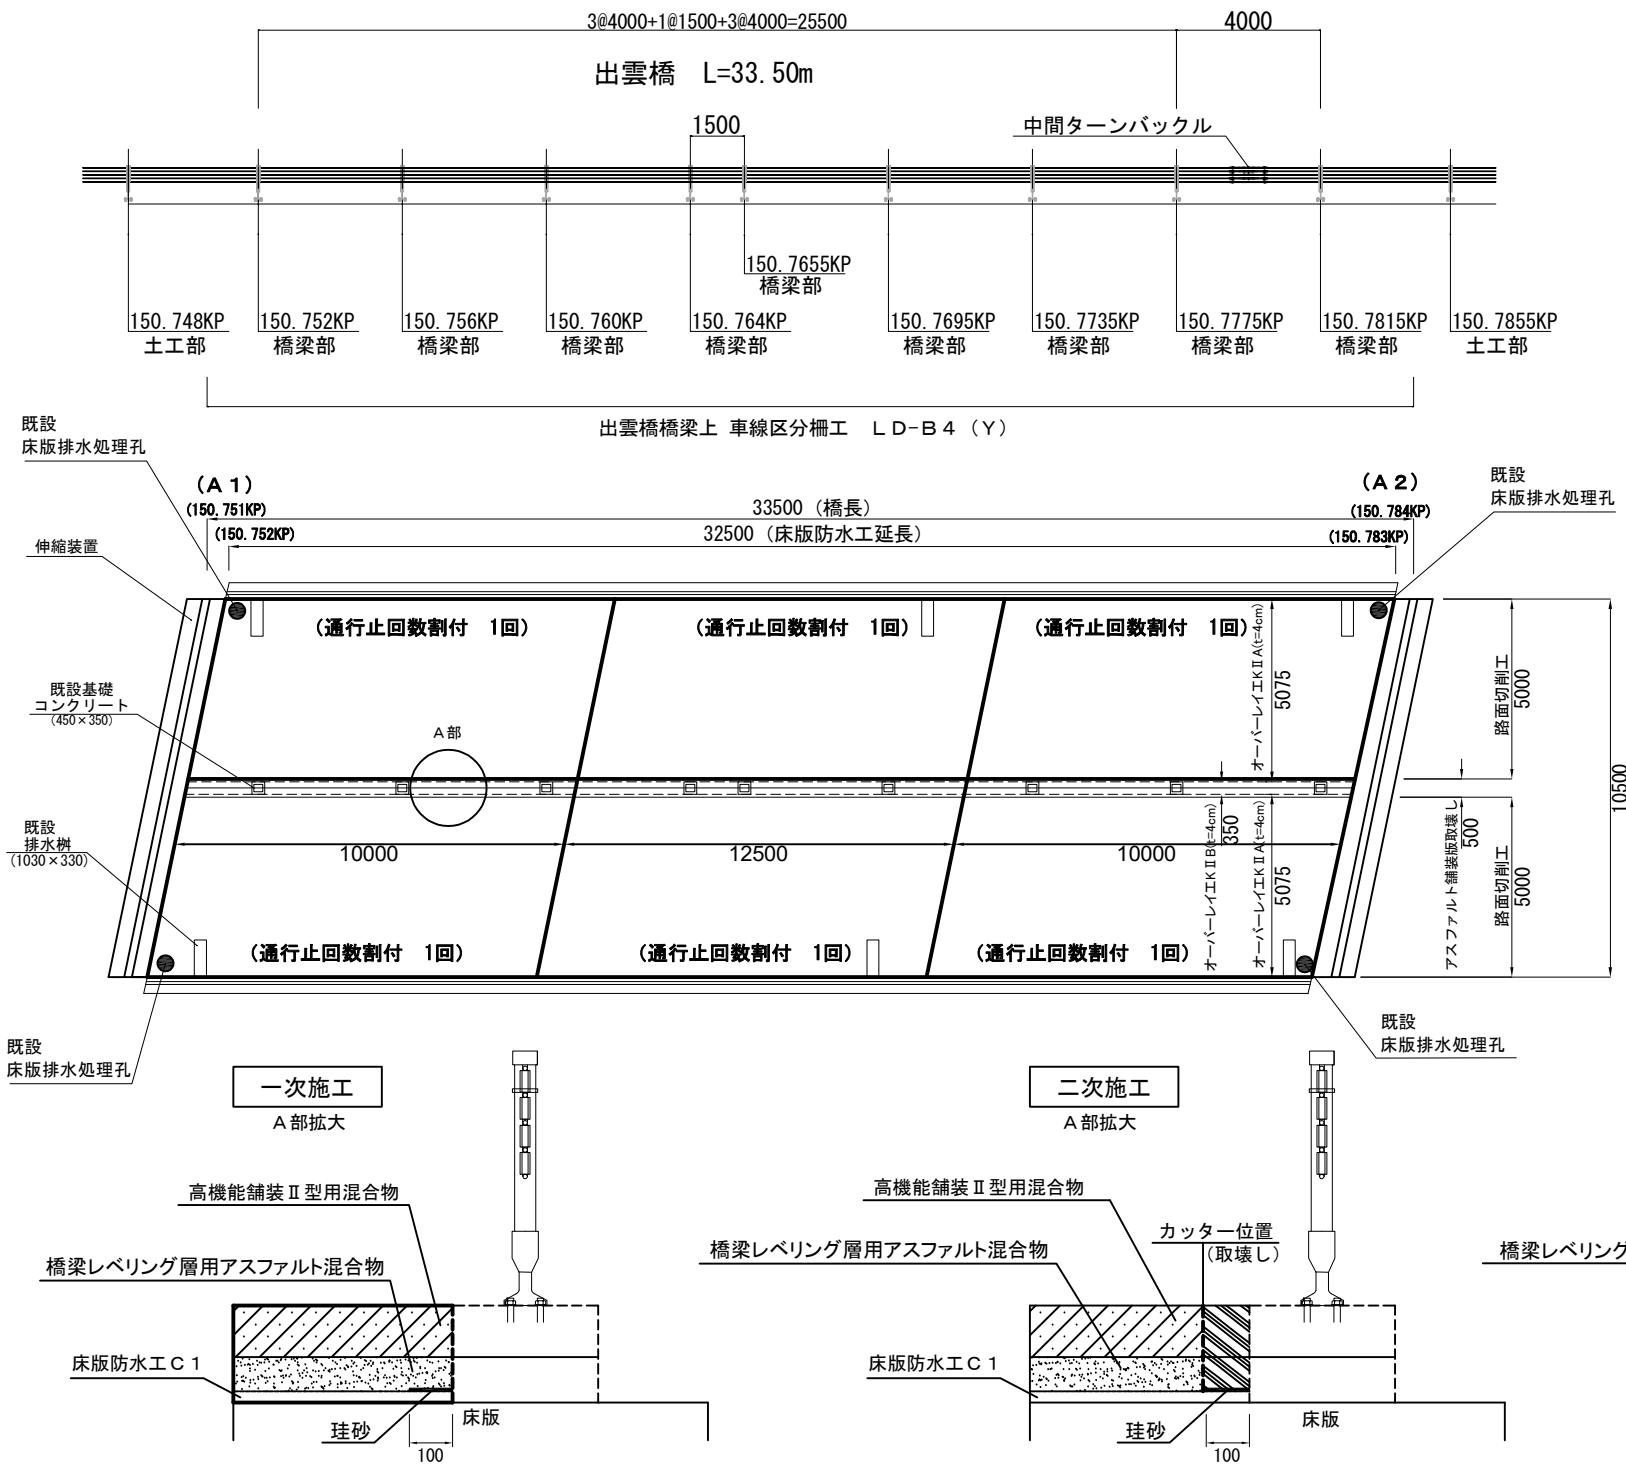 3@4000+1@1500+3@4000=25500
4000
出雲橋 L=33.50m
1500
中間ターンバックル
150.7655KP
橋梁部
150.748KP
土工部
150.752KP
橋梁部
150.756KP
橋梁部
150.760KP
橋梁部
150.764KP
橋梁部
150.7695KP
橋梁部
150.7735KP
橋梁部
150.7775KP
橋梁部
150.7815KP
橋梁部
150.7855KP
土工部
出雲橋橋梁上 車線区分柵工 LD-B4(Y)
既設
床版排水処理孔
(A1)
(150.751KP)
(150.752KP)
33500(橋長)
32500(床版防水工延長)
(A2)
(150.784KP)
(150.783KP)
既設
床版排水処理孔
伸縮装置
(通行止回数割付 1回)
(通行止回数割付 1回)
(通行止回数割付 1回)
オーバーレイ工KⅡA(t=4cm)
5075
路面切削工
5000
既設基礎
コンクリート
(450×350)
A部
10500
既設
排水桝
(1030×330)
10000
12500
10000
オーバーレイ工KⅡB(t=4cm)
350
オーバーレイ工KⅡA(t=4cm)
5075
アスファルト舗装版取壊し
500
路面切削工
5000
(通行止回数割付 1回)
(通行止回数割付 1回)
(通行止回数割付 1回)
既設
床版排水処理孔
既設
床版排水処理孔
一次施工
A部拡大
高機能舗装Ⅱ型用混合物
橋梁レベリング層用アスファルト混合物
床版防水工C1
珪砂
床版
100
二次施工
A部拡大
高機能舗装Ⅱ型用混合物
カッター位置
(取壊し)
橋梁レベリング層用アスファルト混合物
床版防水工C1
珪砂
床版
100
橋梁レベリング